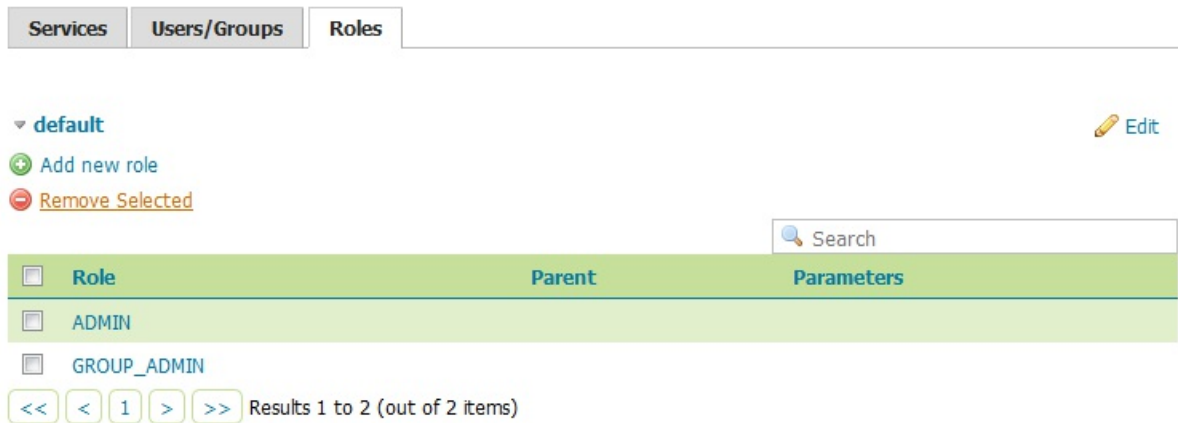 Services Users/Groups Roles
default Edit
Add new role
Remove Selected
Search
Role Parent Parameters
ADMIN
GROUP_ADMIN
<< < 1 > >> Results 1 to 2 (out of 2 items)